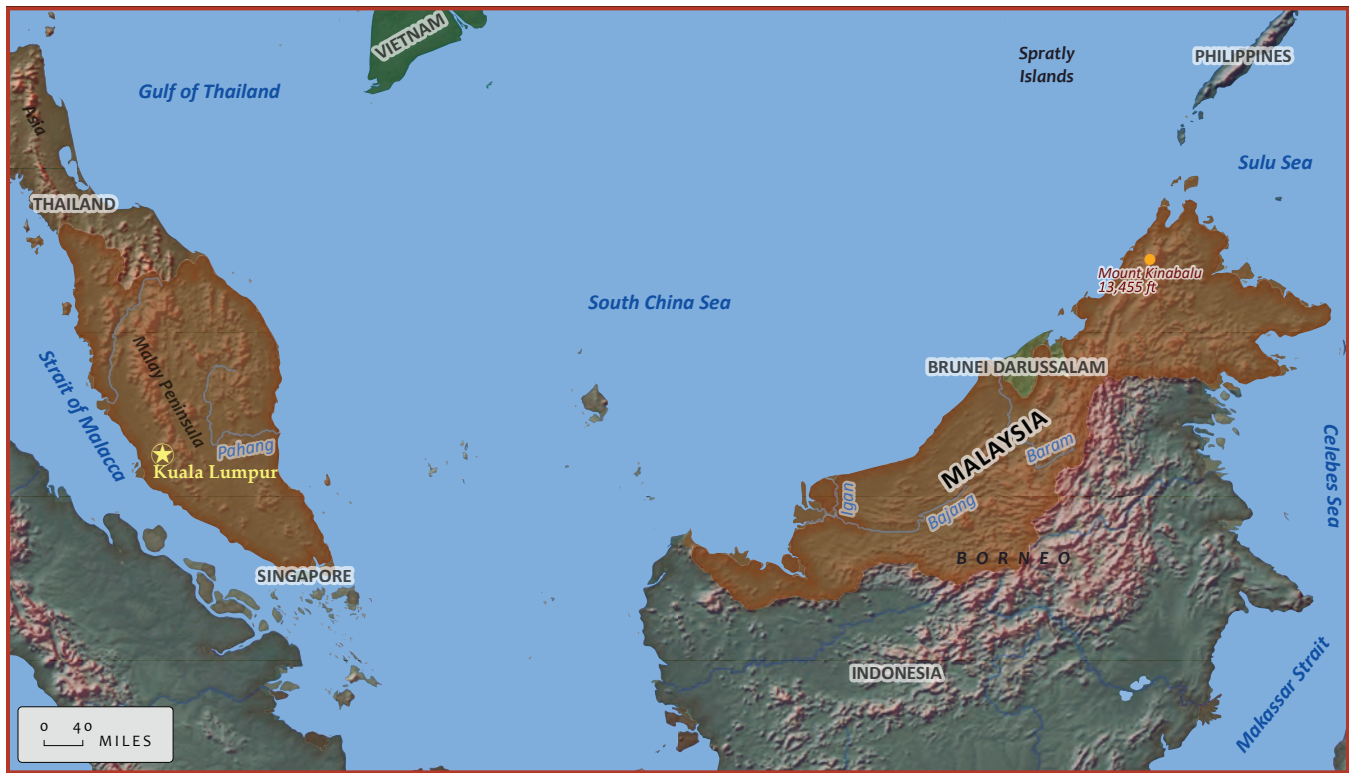 VIETNAM
Spratly
Islands
PHILIPPINES
Gulf of Thailand
Asia
Sulu Sea
THAILAND
Mount Kinabalu
13,455 ft
South China Sea
Malay Peninsula
Strait of Malacca
BRUNEI DARUSSALAM
MALAYSIA
Pahang
Baram
Kuala Lumpur
Celebes Sea
Igan
Bajang
BORNEO
SINGAPORE
INDONESIA
Makassar Strait
0 40
MILES